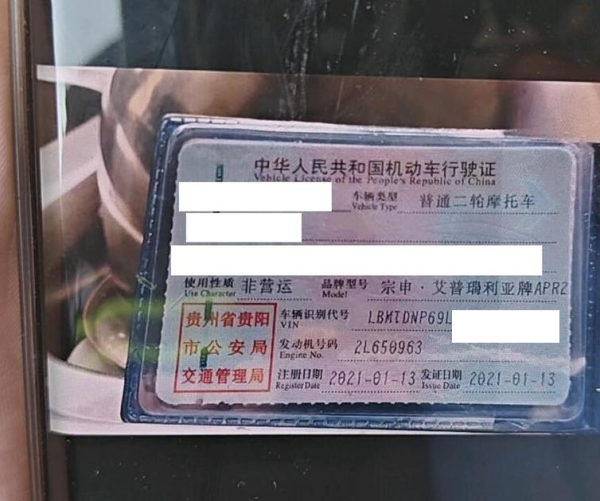 中华人民共和国机动车行驶证
Vehicle License of the People's Republic of China
车辆类型 普通二轮摩托车
Vehicle Type
使用性质 非营运 品牌型号 宗申·艾普瑞利亚牌APR2
Use Character Model
贵州省贵阳 车辆识别代号 LBMTDNP69L
VIN
市公安局 发动机号码 2L650963
Engine No.
交通管理局 注册日期 2021-01-13 发证日期 2021-01-13
Register Date Issue Date